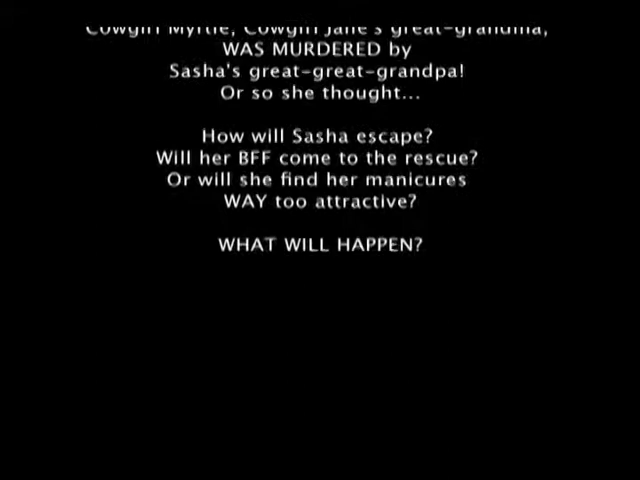 Cowgirl Myrtle, Cowgirl Jane's great-grandma,
WAS MURDERED by
Sasha's great-great-grandpa!
Or so she thought...
How will Sasha escape?
Will her BFF come to the rescue?
Or will she find her manicures
WAY too attractive?
WHAT WILL HAPPEN?